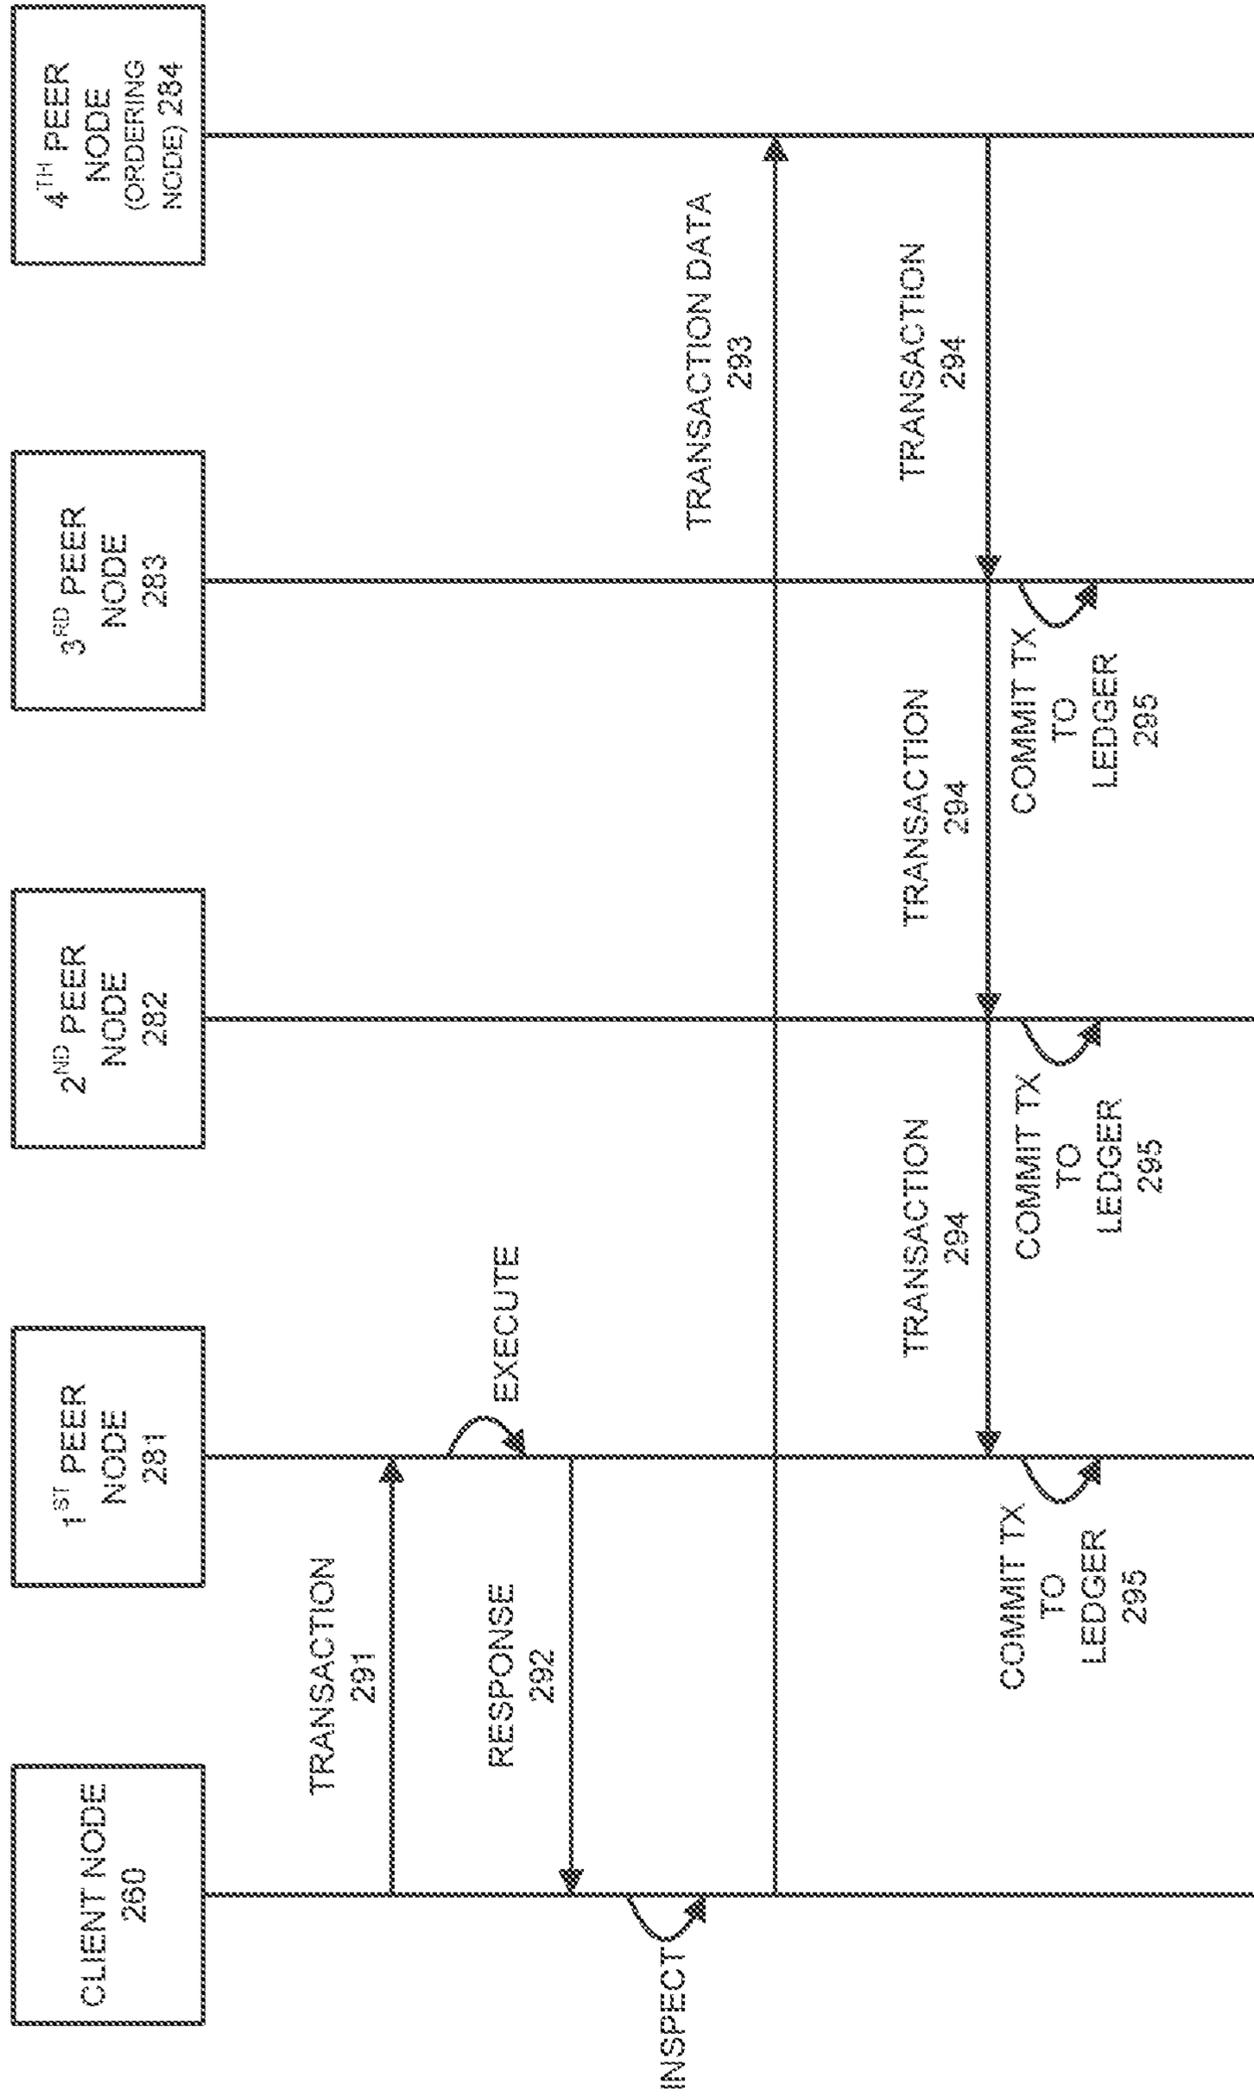 CLIENT NODE
260
1ST PEER
NODE
281
2ND PEER
NODE
282
3RD PEER
NODE
283
4TH PEER
NODE
(ORDERING
NODE) 284
TRANSACTION
291
EXECUTE
RESPONSE
292
INSPECT
TRANSACTION DATA
293
TRANSACTION
294
TRANSACTION
294
TRANSACTION
294
COMMIT TX
TO
LEDGER
295
COMMIT TX
TO
LEDGER
295
COMMIT TX
TO
LEDGER
295